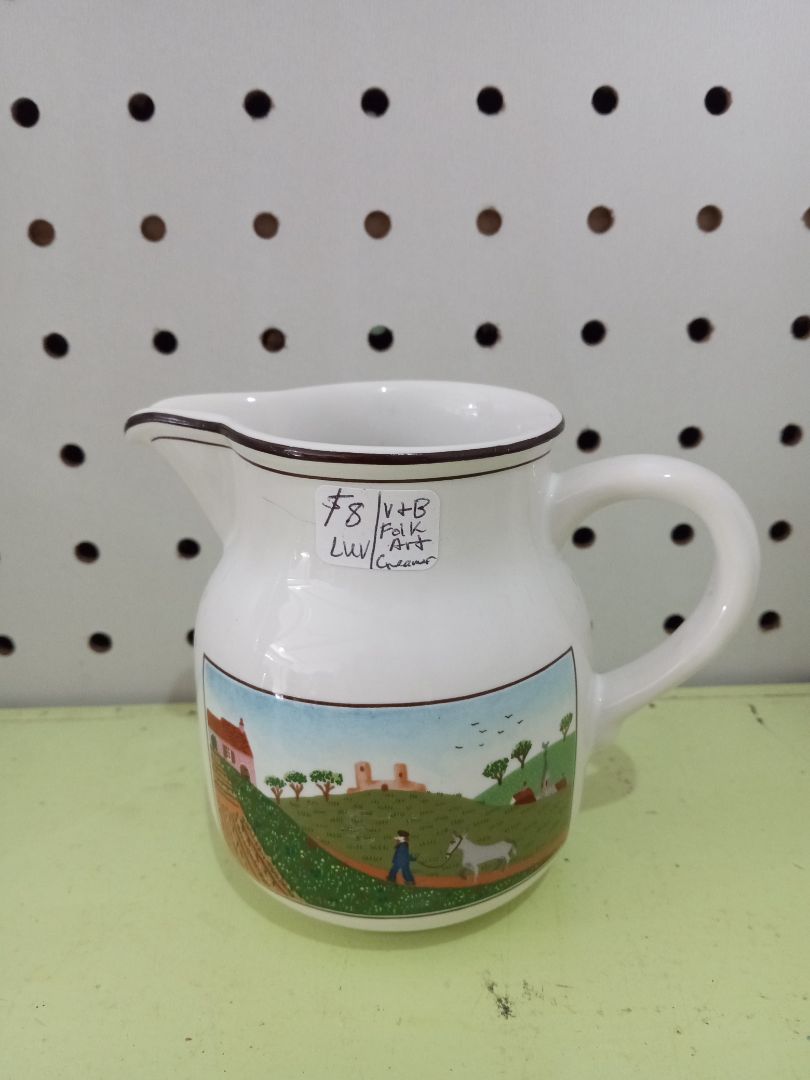 $8
LUV
V+B
Folk
Art
Creamer